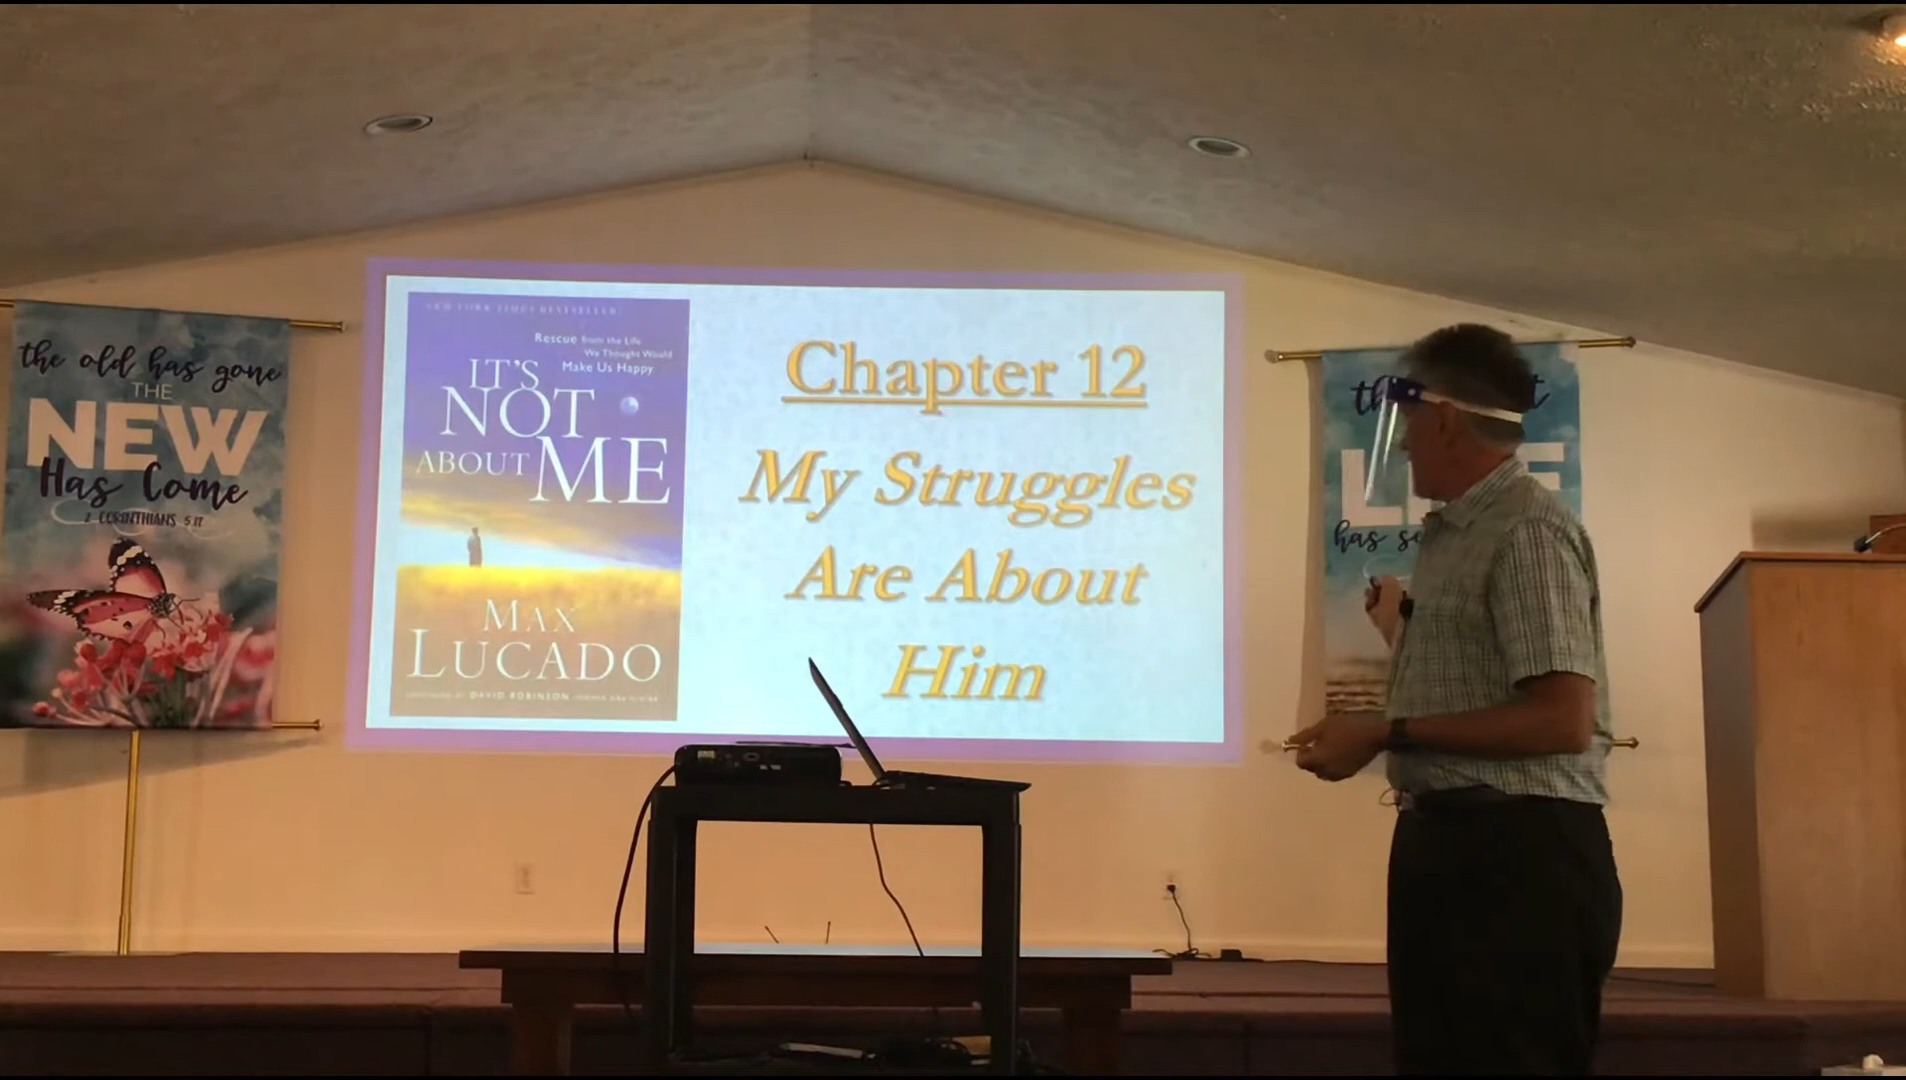 the old has gone
THE
NEW
Has Come
2 CORINTHIANS 5:17
NEW YORK TIMES BESTSELLER
Rescue from the Life
We Thought Would
Make Us Happy
IT'S
NOT
ABOUT ME
MAX
LUCADO
DAVID ROBINSON
Chapter 12
My Struggles
Are About
Him
has